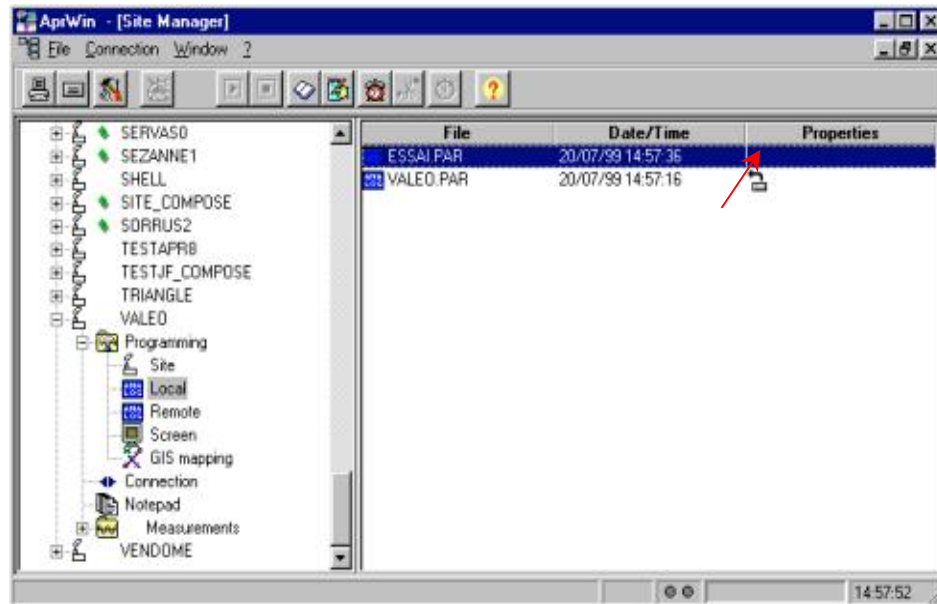 AprWin - [Site Manager]
File Connection Window ?
File Date/Time Properties
ESSAI.PAR 20/07/99 14:57:36
VALEO.PAR 20/07/99 14:57:16
SERVAS0
SEZANNE1
SHELL
SITE_COMPOSE
SORRUS2
TESTAPR8
TESTJF_COMPOSE
TRIANGLE
VALEO
Programming
Site
Local
Remote
Screen
GIS mapping
Connection
Notepad
Measurements
VENDOME
14:57:52